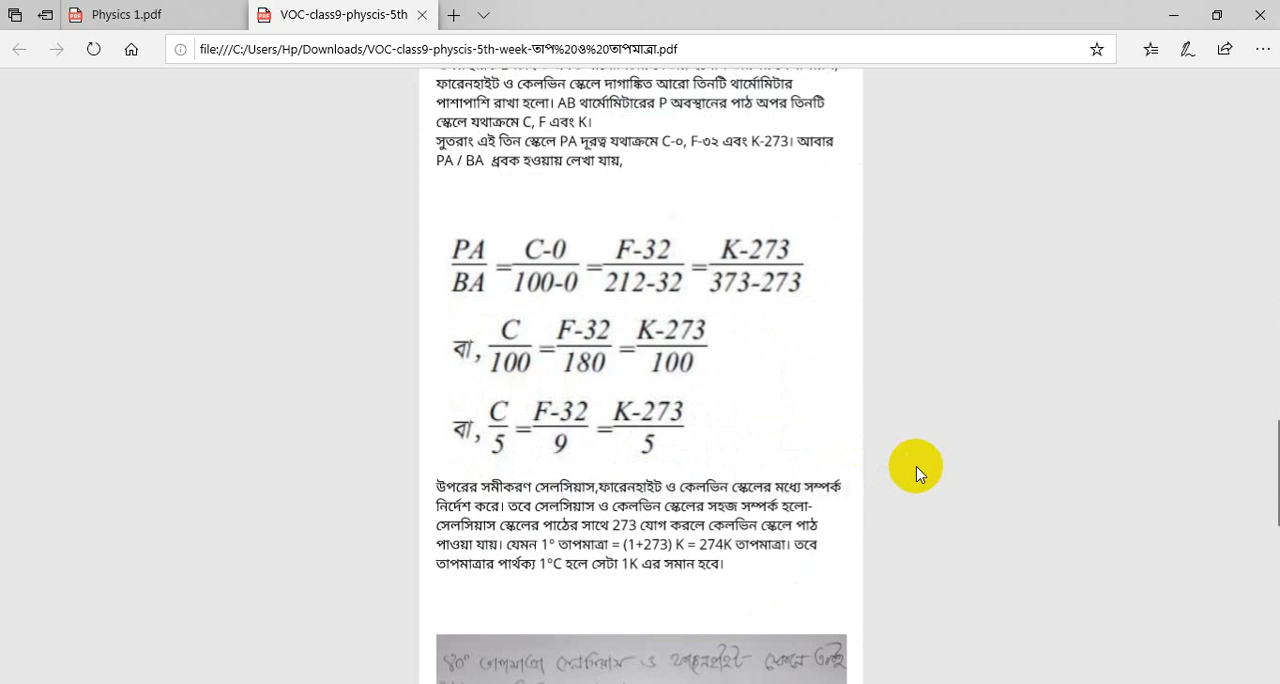 Physics 1.pdf
VOC-class9-physcis-5th
file:///C:/Users/Hp/Downloads/VOC-class9-physcis-5th-week-তাপ%20ও%20তাপমাত্রা.pdf
ফারেনহাইট ও কেলভিন স্কেলে দাগাঙ্কিত আরো তিনটি থার্মোমিটার
পাশাপাশি রাখা হলো। AB থার্মোমিটারের P অবস্থানের পাঠ অপর তিনটি
স্কেলে যথাক্রমে C, F এবং K।
সুতরাং এই তিন স্কেলে PA দূরত্ব যথাক্রমে C-০, F-৩২ এবং K-273। আবার
PA / BA ধ্রবক হওয়ায় লেখা যায়,
PA/BA = C-0/100-0 = F-32/212-32 = K-273/373-273
বা, C/100 = F-32/180 = K-273/100
বা, C/5 = F-32/9 = K-273/5
উপরের সমীকরণ সেলসিয়াস,ফারেনহাইট ও কেলভিন স্কেলের মধ্যে সম্পর্ক
নির্দেশ করে। তবে সেলসিয়াস ও কেলভিন স্কেলের সহজ সম্পর্ক হলো-
সেলসিয়াস স্কেলের পাঠের সাথে 273 যোগ করলে কেলভিন স্কেলে পাঠ
পাওয়া যায়। যেমন 1° তাপমাত্রা = (1+273) K = 274K তাপমাত্রা। তবে
তাপমাত্রার পার্থক্য 1°C হলে সেটা 1K এর সমান হবে।
তাপমাত্রা সেলসিয়াস ও ফারেনহাইট স্কেলে